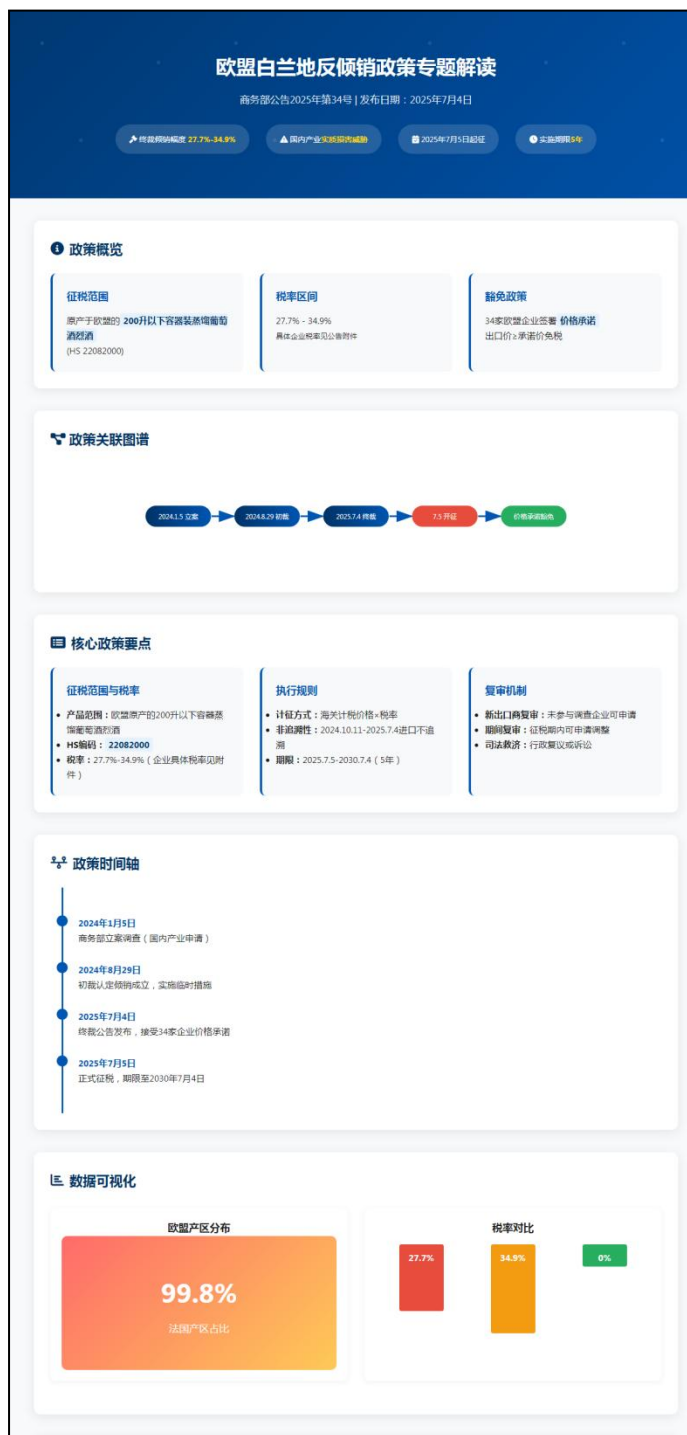 欧盟白兰地反倾销政策专题解读
商务部公告2025年第34号 | 发布日期：2025年7月4日
终裁倾销幅度 27.7%-34.9%
国内产业实质损害威胁
2025年7月5日起征
实施期限5年
政策概览
征税范围
原产于欧盟的 200升以下容器装蒸馏葡萄
酒烈酒
(HS 22082000)
税率区间
27.7% - 34.9%
具体企业税率见公告附件
豁免政策
34家欧盟企业签署 价格承诺
出口价≥承诺价免税
政策关联图谱
2024.1.5 立案
2024.8.29 初裁
2025.7.4 终裁
7.5 开征
价格承诺豁免
核心政策要点
征税范围与税率
产品范围：欧盟原产的200升以下容器蒸
馏葡萄酒烈酒
HS编码： 22082000
税率：27.7%-34.9%（企业具体税率见附
件）
执行规则
计征方式：海关计税价格×税率
非追溯性：2024.10.11-2025.7.4进口不追
溯
期限：2025.7.5-2030.7.4（5年）
复审机制
新出口商复审：未参与调查企业可申请
期间复审：征税期内可申请调整
司法救济：行政复议或诉讼
政策时间轴
2024年1月5日
商务部立案调查（国内产业申请）
2024年8月29日
初裁认定倾销成立，实施临时措施
2025年7月4日
终裁公告发布，接受34家企业价格承诺
2025年7月5日
正式征税，期限至2030年7月4日
数据可视化
欧盟产区分布
99.8%
法国产区占比
税率对比
27.7%
34.9%
0%